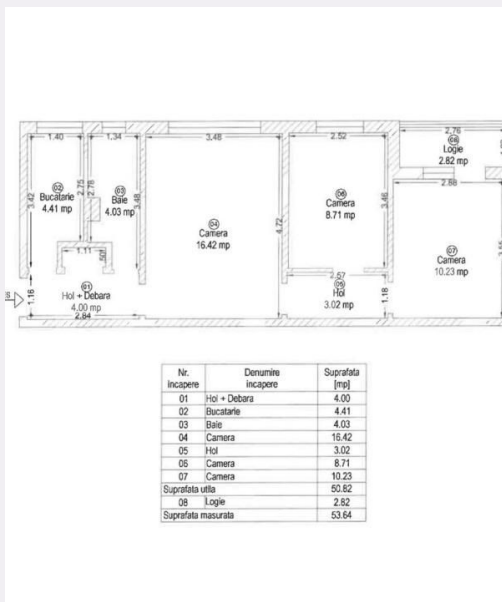 1.40
1.34
3.48
2.52
2.76
08
Logie
2.82 mp
2.88
02
Bucatarie
4.41 mp
3.42
2.75
2.78
03
Baie
4.03 mp
3.48
04
Camera
16.42 mp
4.72
06
Camera
8.71 mp
3.46
07
Camera
10.23 mp
3.55
1.11
.50
01
Hol + Debara
4.00 mp
2.84
1.16
2.57
05
Hol
3.02 mp
1.18
Nr. incapere Denumire incapere Suprafata [mp]
01 Hol + Debara 4.00
02 Bucatarie 4.41
03 Baie 4.03
04 Camera 16.42
05 Hol 3.02
06 Camera 8.71
07 Camera 10.23
Suprafata utila 50.82
08 Logie 2.82
Suprafata masurata 53.64